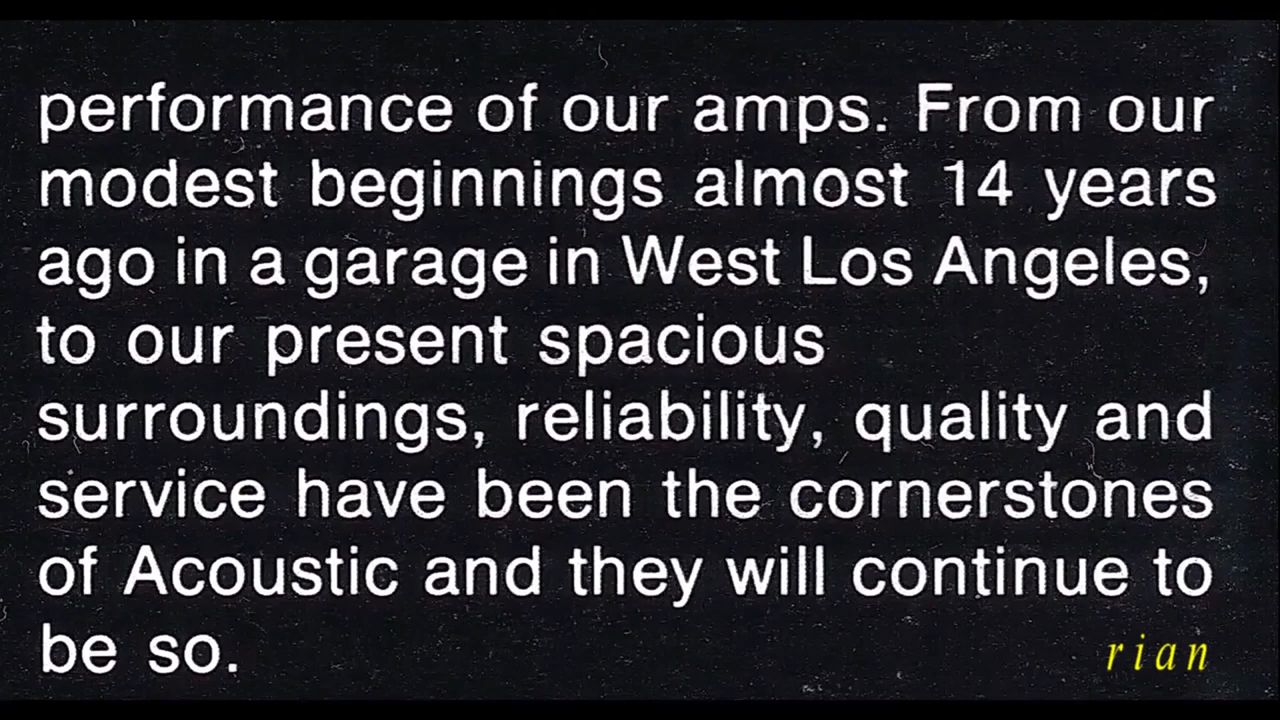 performance of our amps. From our
modest beginnings almost 14 years
ago in a garage in West Los Angeles,
to our present spacious
surroundings, reliability, quality and
service have been the cornerstones
of Acoustic and they will continue to
be so.
rian